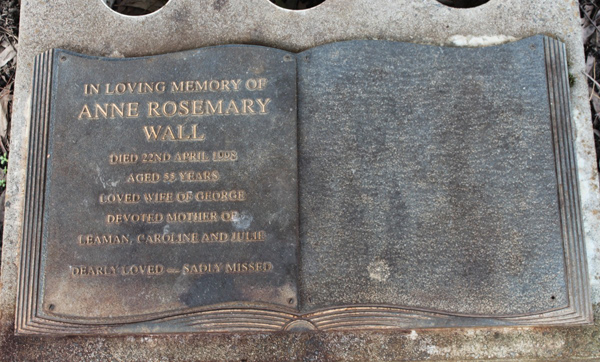 IN LOVING MEMORY OF
ANNE ROSEMARY
WALL
DIED 22ND APRIL 1998
AGED 55 YEARS
LOVED WIFE OF GEORGE
DEVOTED MOTHER OF
LEAMAN, CAROLINE AND JULIE
DEARLY LOVED — SADLY MISSED